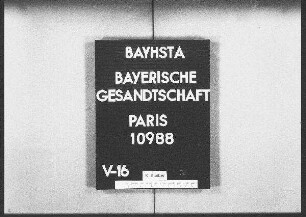 BAYHSTA
BAYERISCHE
GESANDTSCHAFT
PARIS
10988
V-16